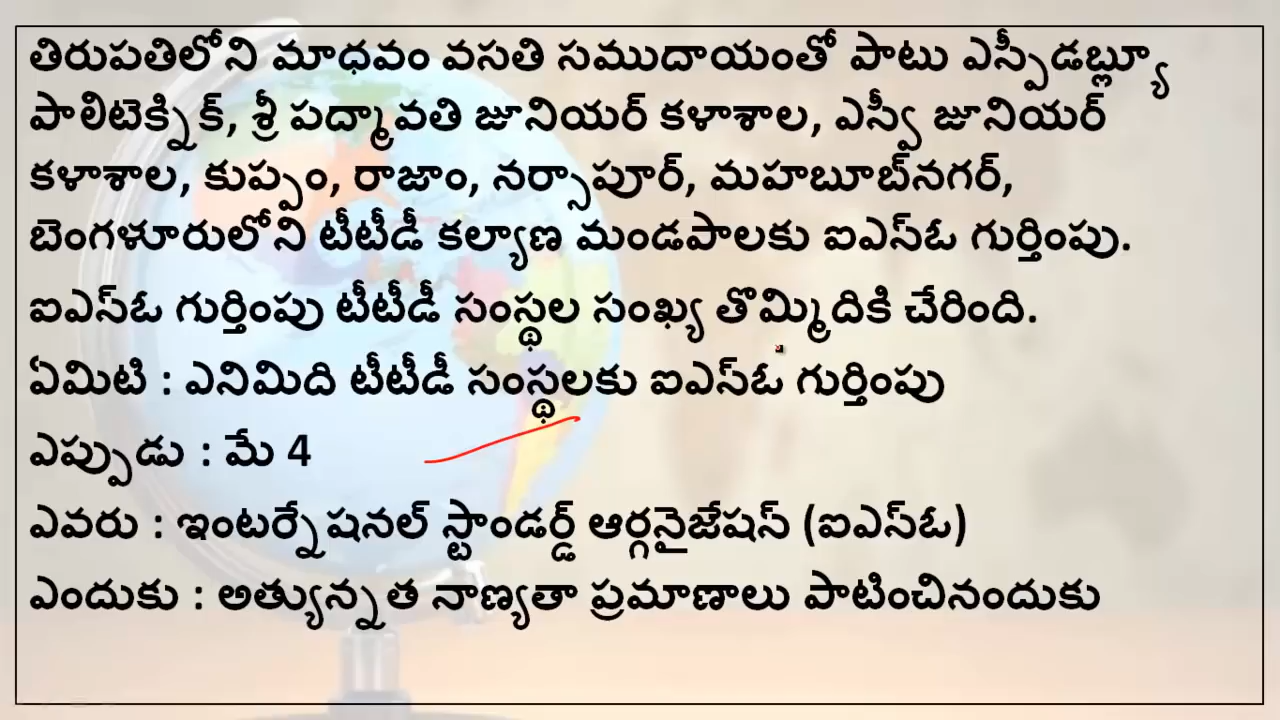 తిరుపతిలోని మాధవం వసతి సముదాయంతో పాటు ఎస్పీడబ్ల్యూ
పాలిటెక్నిక్, శ్రీ పద్మావతి జూనియర్ కళాశాల, ఎస్వీ జూనియర్
కళాశాల, కుప్పం, రాజాం, నర్సాపూర్, మహబూబ్‌నగర్,
బెంగళూరులోని టీటీడీ కల్యాణ మండపాలకు ఐఎస్ఓ గుర్తింపు.
ఐఎస్ఓ గుర్తింపు టీటీడీ సంస్థల సంఖ్య తొమ్మిదికి చేరింది.
ఏమిటి : ఎనిమిది టీటీడీ సంస్థలకు ఐఎస్ఓ గుర్తింపు
ఎప్పుడు : మే 4
ఎవరు : ఇంటర్నేషనల్ స్టాండర్డ్ ఆర్గనైజేషన్ (ఐఎస్ఓ)
ఎందుకు : అత్యున్నత నాణ్యతా ప్రమాణాలు పాటించినందుకు